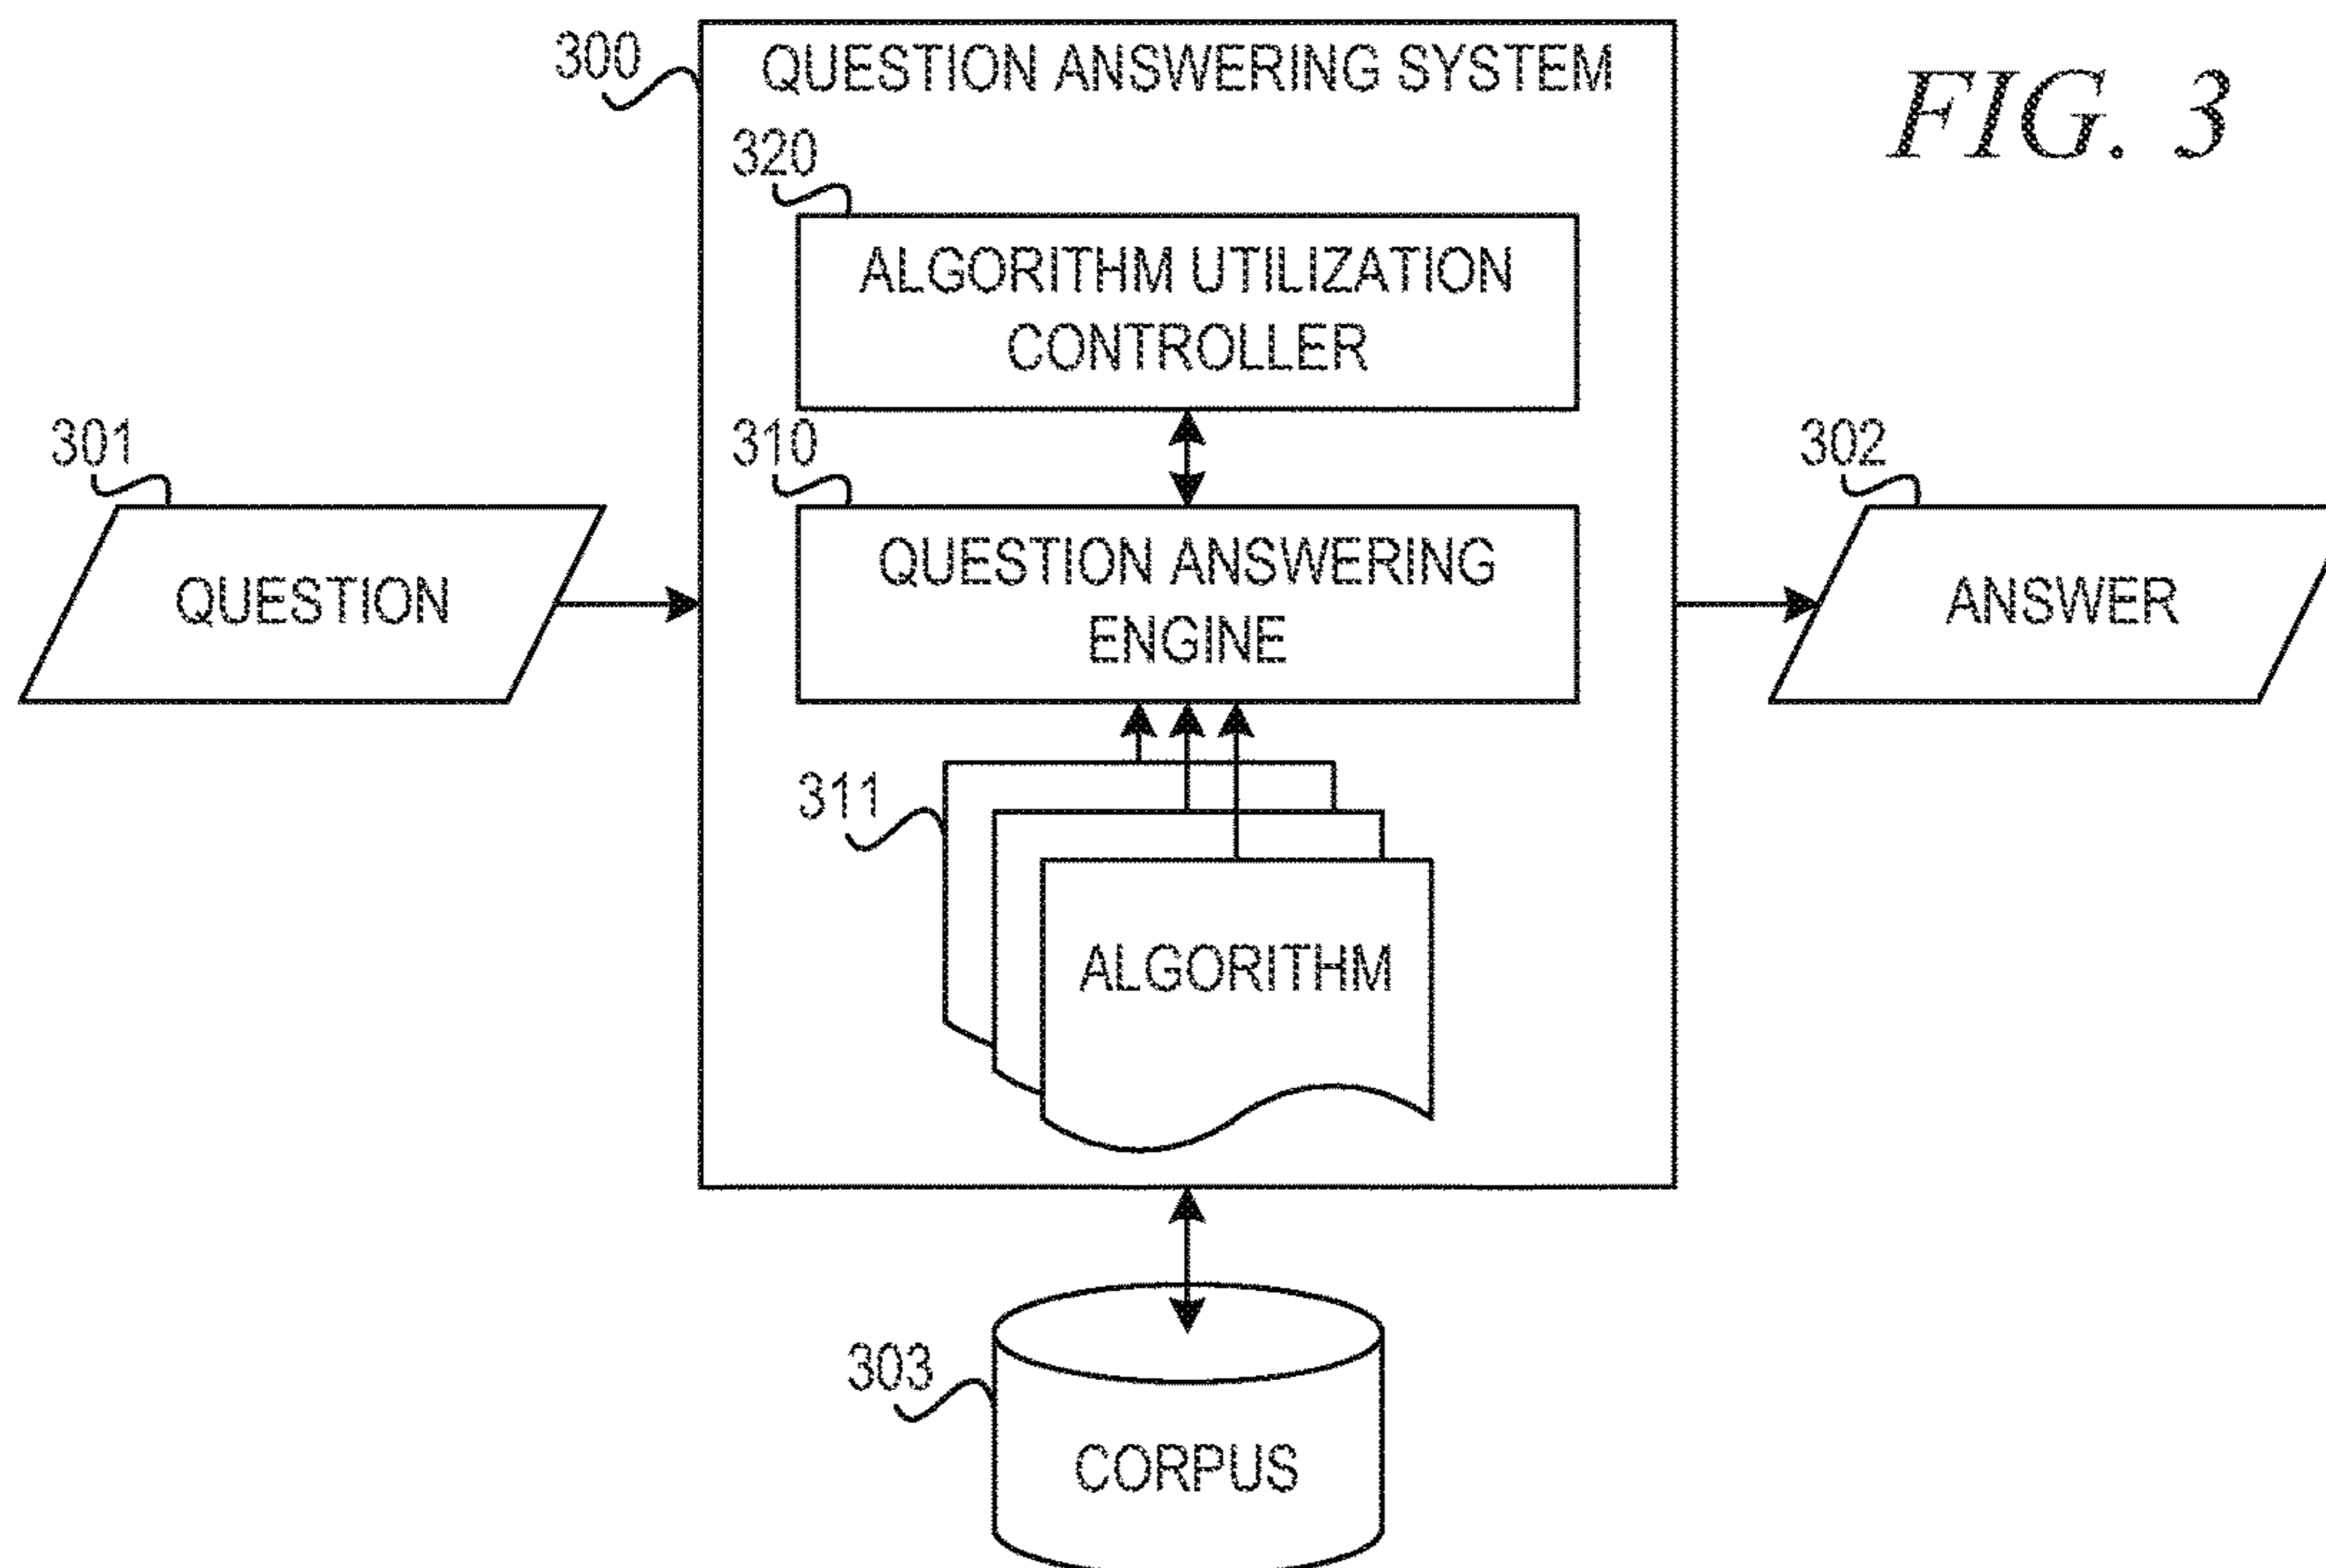 300
QUESTION ANSWERING SYSTEM
FIG. 3
320
ALGORITHM UTILIZATION
CONTROLLER
301
310
302
QUESTION
QUESTION ANSWERING
ENGINE
ANSWER
311
ALGORITHM
303
CORPUS